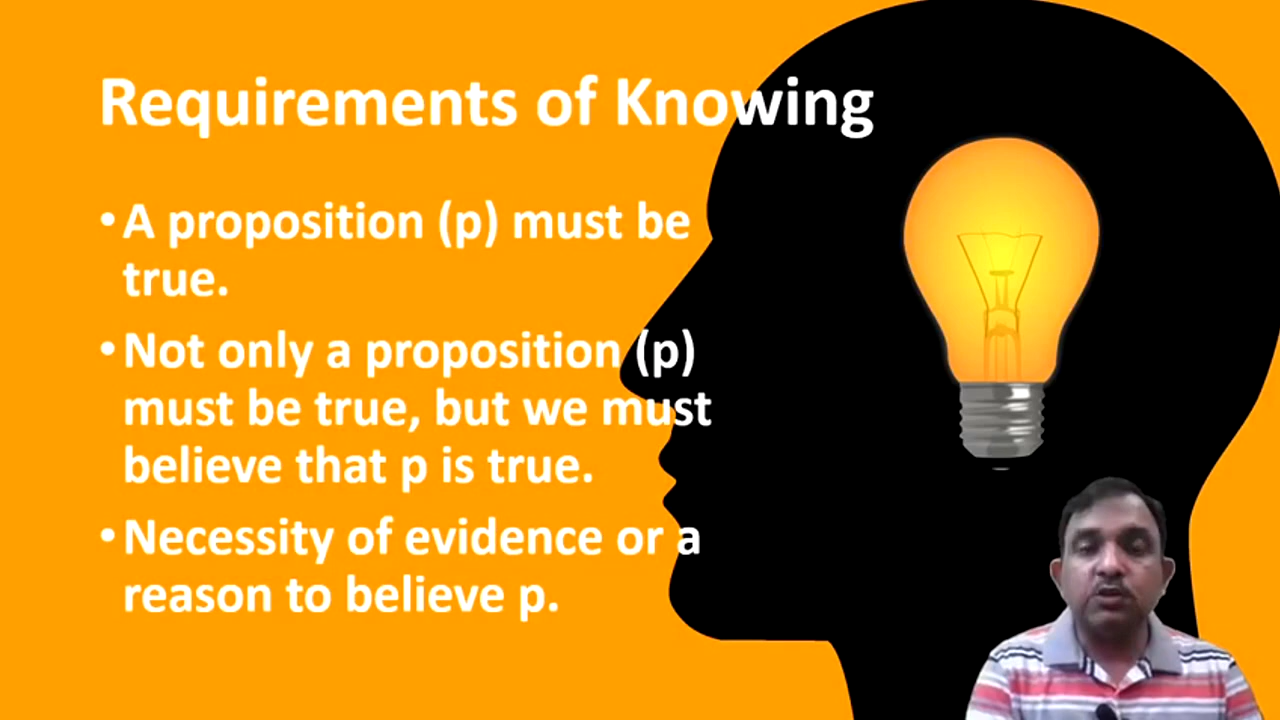 Requirements of Knowing
•A proposition (p) must be
true.
•Not only a proposition (p)
must be true, but we must
believe that p is true.
•Necessity of evidence or a
reason to believe p.